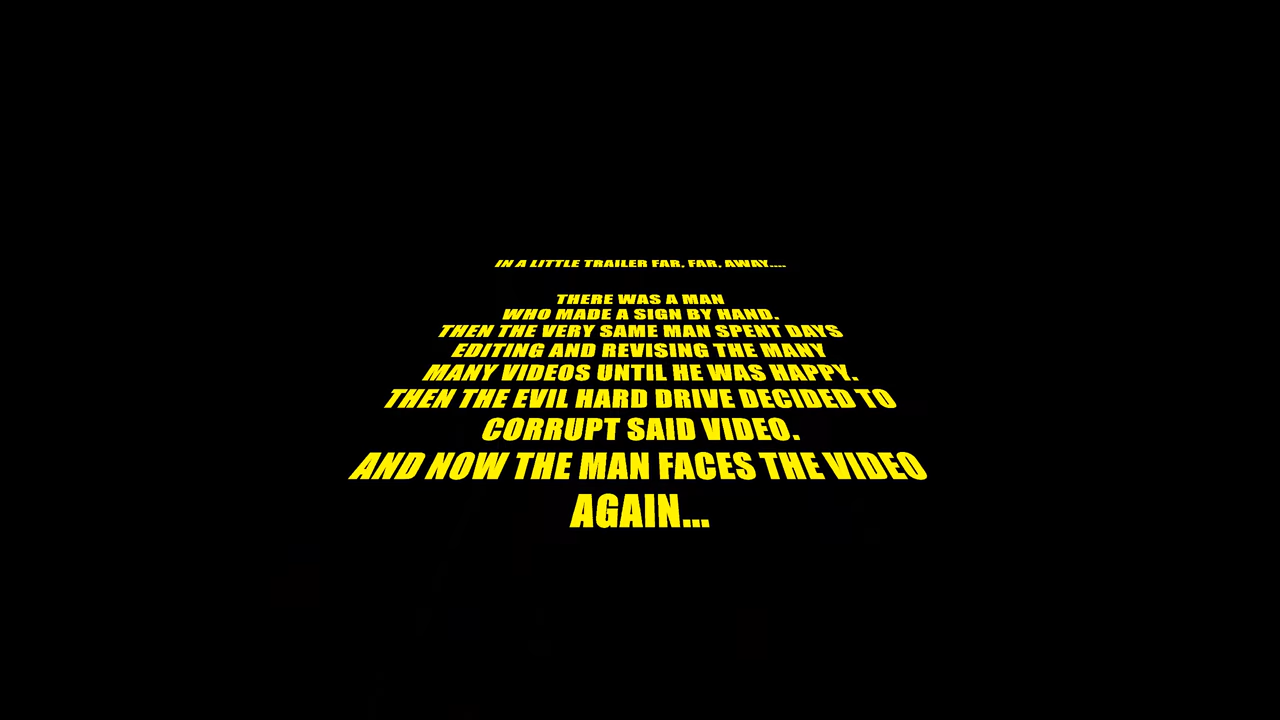 IN A LITTLE TRAILER FAR, FAR, AWAY....
THERE WAS A MAN
WHO MADE A SIGN BY HAND.
THEN THE VERY SAME MAN SPENT DAYS
EDITING AND REVISING THE MANY
MANY VIDEOS UNTIL HE WAS HAPPY.
THEN THE EVIL HARD DRIVE DECIDED TO
CORRUPT SAID VIDEO.
AND NOW THE MAN FACES THE VIDEO
AGAIN...